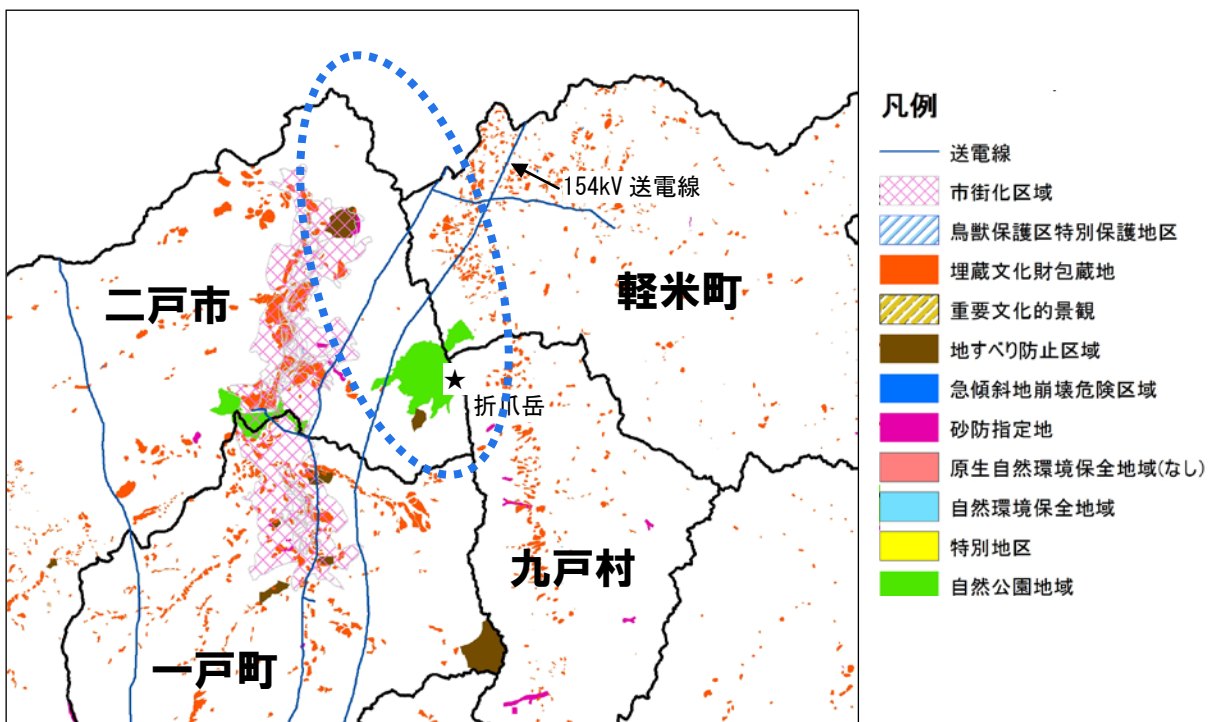 154kV 送電線
二戸市
軽米町
折爪岳
九戸村
一戸町
凡例
送電線
市街化区域
鳥獣保護区特別保護地区
埋蔵文化財包蔵地
重要文化的景観
地すべり防止区域
急傾斜地崩壊危険区域
砂防指定地
原生自然環境保全地域(なし)
自然環境保全地域
特別地区
自然公園地域